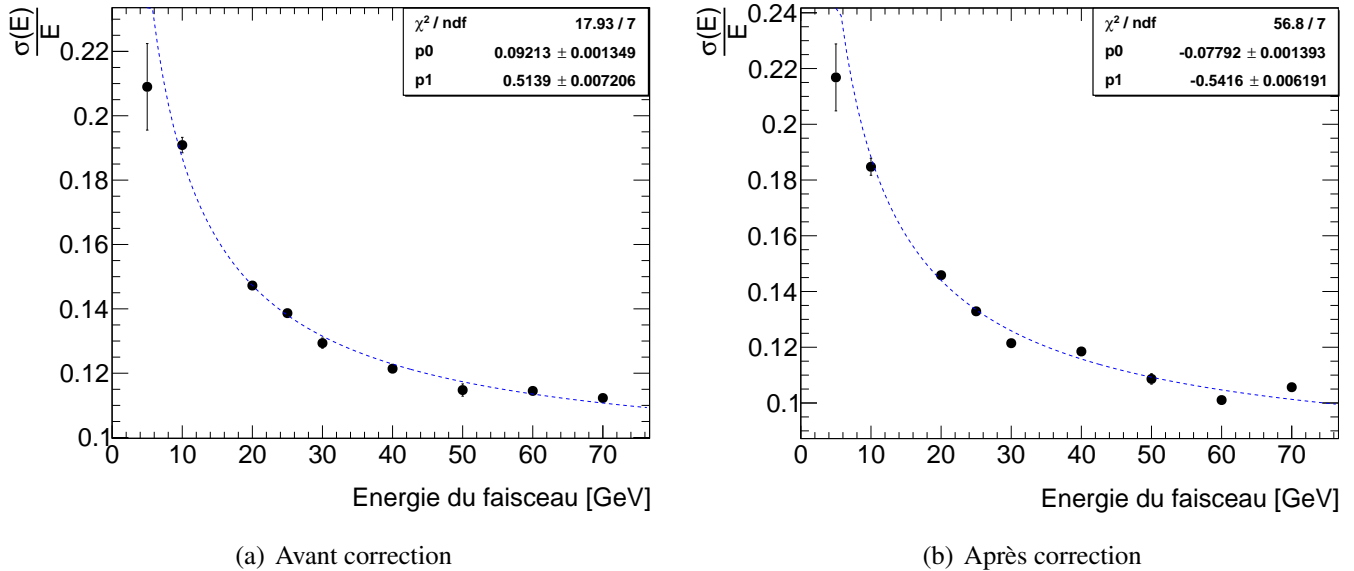 σ(E)
E
χ² / ndf 17.93 / 7
p0 0.09213 ± 0.001349
p1 0.5139 ± 0.007206
0.22
0.2
0.18
0.16
0.14
0.12
0.1
0 10 20 30 40 50 60 70
Energie du faisceau [GeV]
(a) Avant correction
σ(E)
E
χ² / ndf 56.8 / 7
p0 -0.07792 ± 0.001393
p1 -0.5416 ± 0.006191
0.24
0.22
0.2
0.18
0.16
0.14
0.12
0.1
0 10 20 30 40 50 60 70
Energie du faisceau [GeV]
(b) Après correction